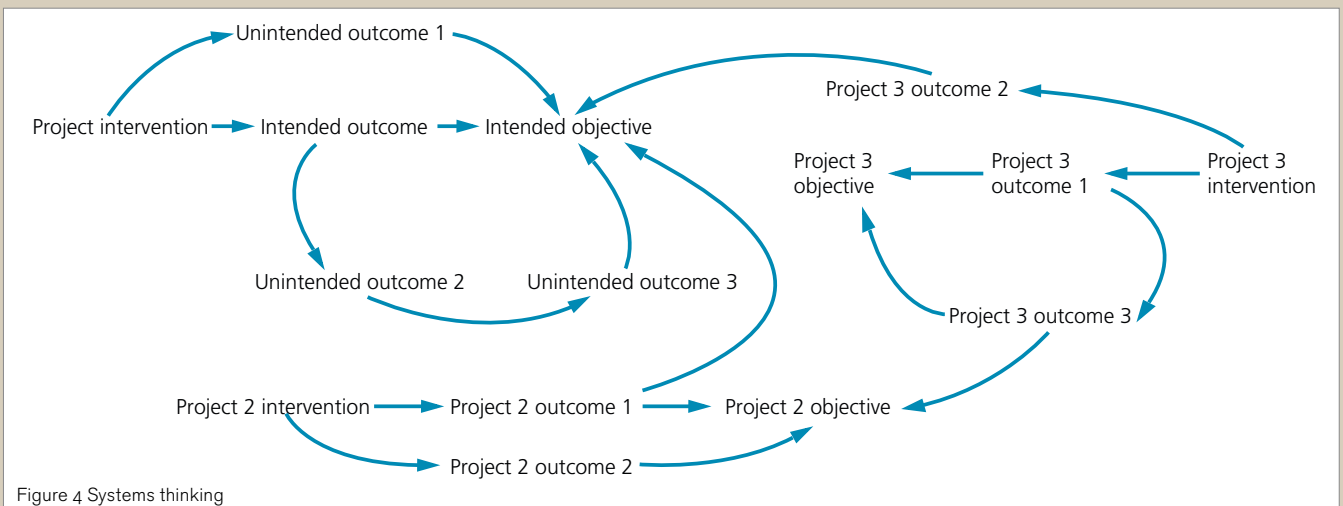 Unintended outcome 1
Project intervention
Intended outcome
Intended objective
Unintended outcome 2
Unintended outcome 3
Project 3 outcome 2
Project 3
objective
Project 3
outcome 1
Project 3
intervention
Project 3 outcome 3
Project 2 intervention
Project 2 outcome 1
Project 2 objective
Project 2 outcome 2
Figure 4 Systems thinking